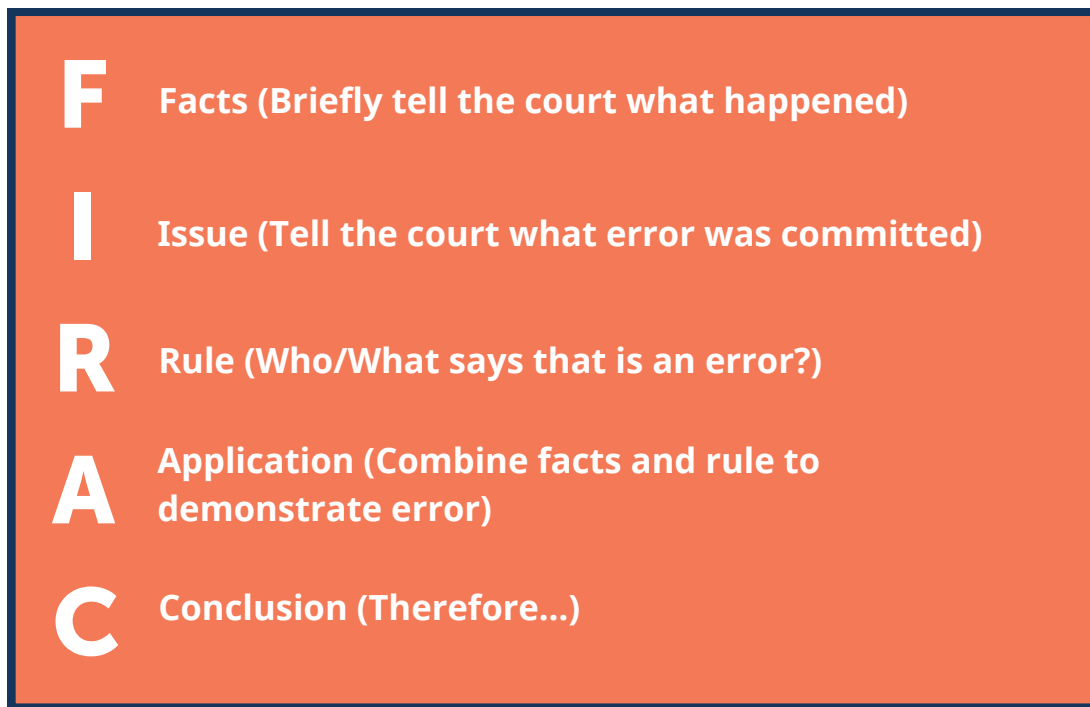 F Facts (Briefly tell the court what happened)
I Issue (Tell the court what error was committed)
R Rule (Who/What says that is an error?)
A Application (Combine facts and rule to
demonstrate error)
C Conclusion (Therefore...)